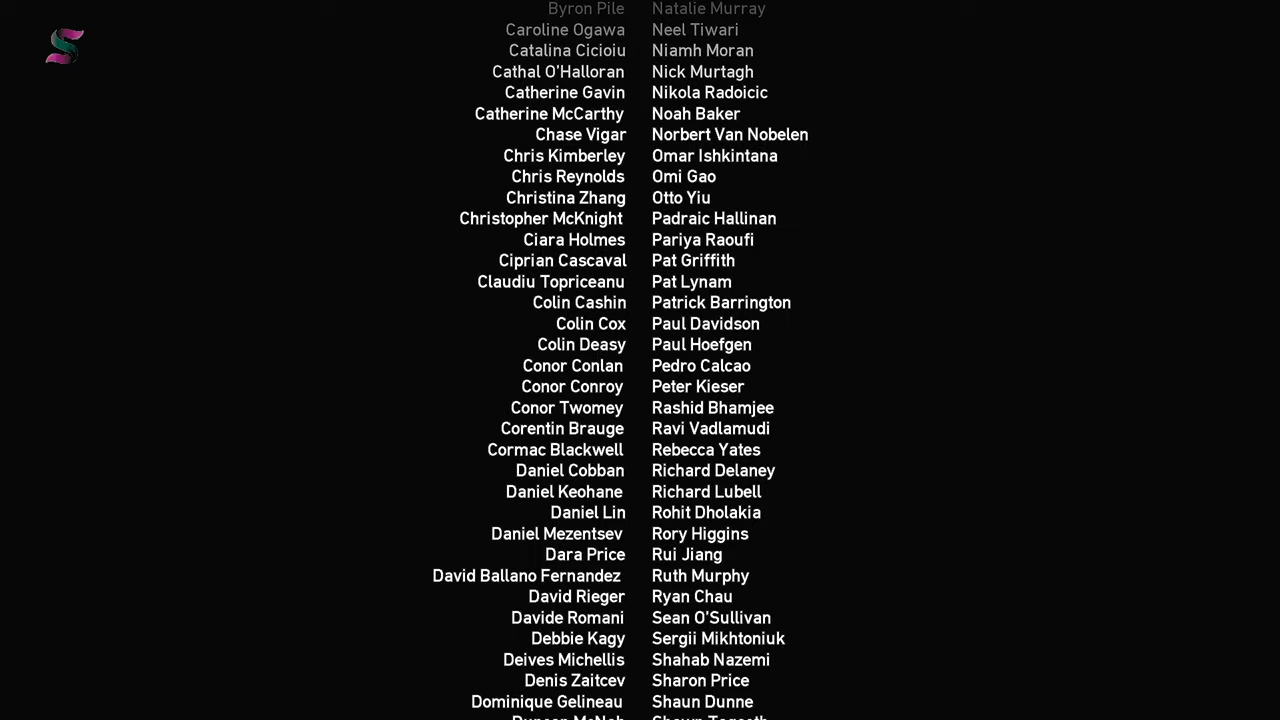 Byron Pile Natalie Murray
Caroline Ogawa Neel Tiwari
Catalina Cicioiu Niamh Moran
Cathal O'Halloran Nick Murtagh
Catherine Gavin Nikola Radoicic
Catherine McCarthy Noah Baker
Chase Vigar Norbert Van Nobelen
Chris Kimberley Omar Ishkintana
Chris Reynolds Omi Gao
Christina Zhang Otto Yiu
Christopher McKnight Padraic Hallinan
Ciara Holmes Pariya Raoufi
Ciprian Cascaval Pat Griffith
Claudiu Topriceanu Pat Lynam
Colin Cashin Patrick Barrington
Colin Cox Paul Davidson
Colin Deasy Paul Hoefgen
Conor Conlan Pedro Calcao
Conor Conroy Peter Kieser
Conor Twomey Rashid Bhamjee
Corentin Brauge Ravi Vadlamudi
Cormac Blackwell Rebecca Yates
Daniel Cobban Richard Delaney
Daniel Keohane Richard Lubell
Daniel Lin Rohit Dholakia
Daniel Mezentsev Rory Higgins
Dara Price Rui Jiang
David Ballano Fernandez Ruth Murphy
David Rieger Ryan Chau
Davide Romani Sean O'Sullivan
Debbie Kagy Sergii Mikhtoniuk
Deives Michellis Shahab Nazemi
Denis Zaitcev Sharon Price
Dominique Gelineau Shaun Dunne